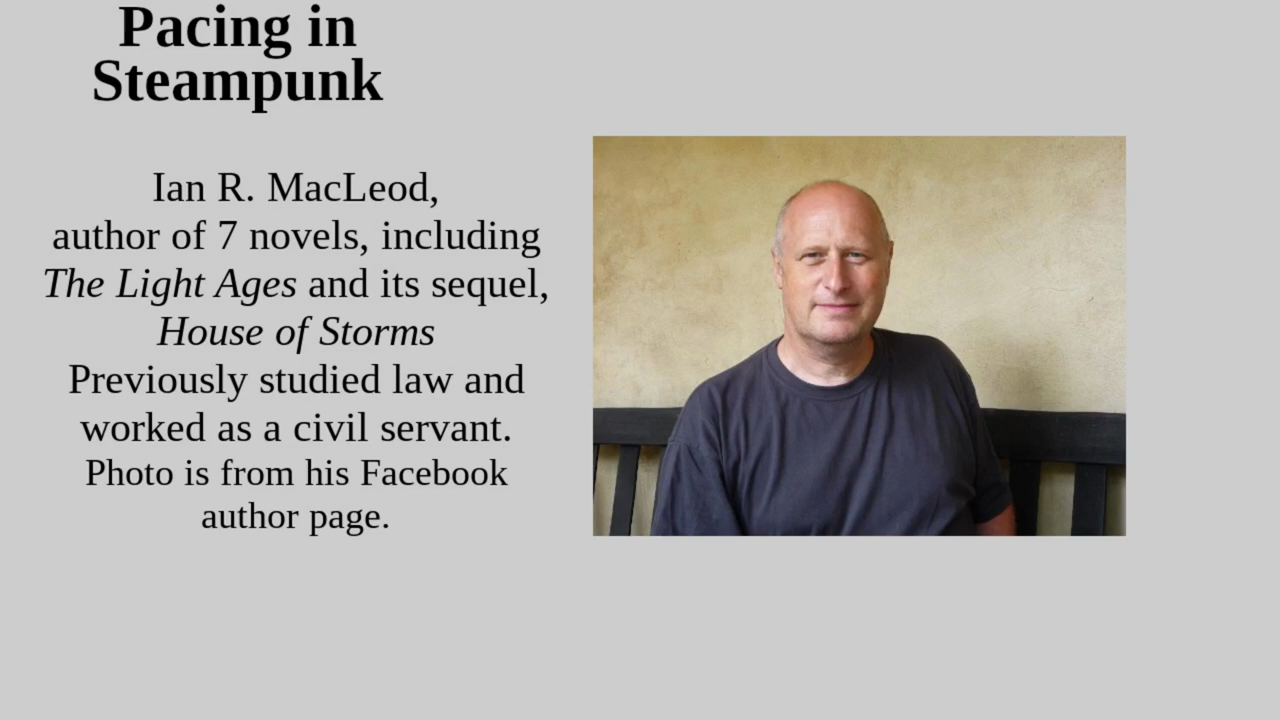 Pacing in
Steampunk
Ian R. MacLeod,
author of 7 novels, including
The Light Ages and its sequel,
House of Storms
Previously studied law and
worked as a civil servant.
Photo is from his Facebook
author page.